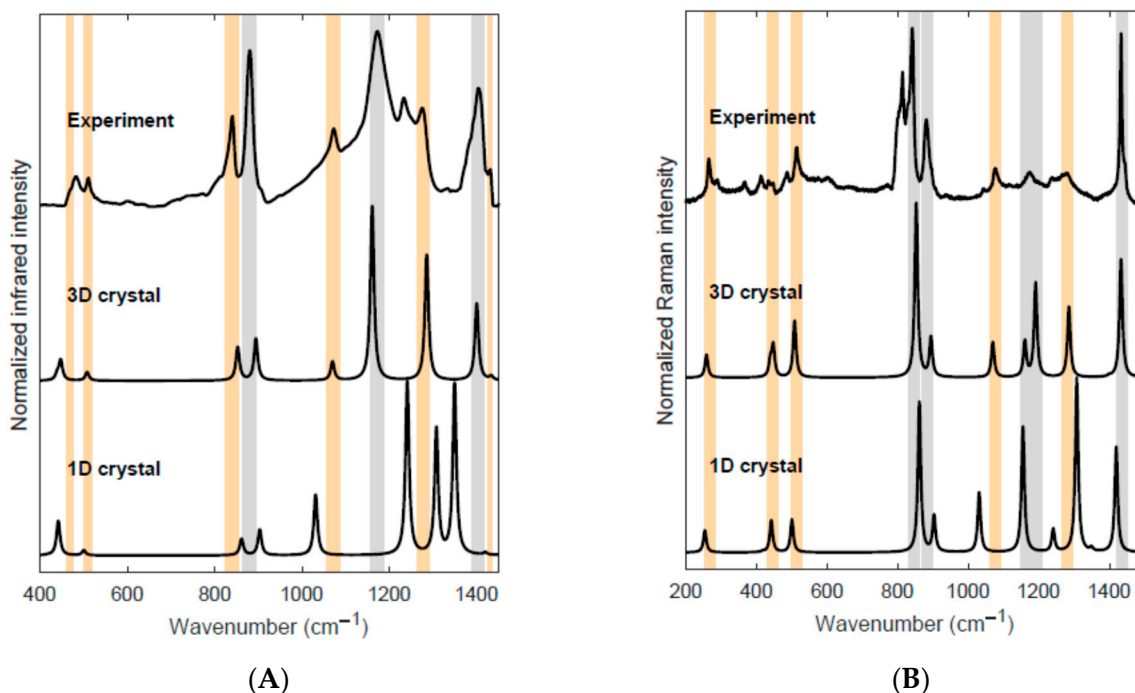 Normalized infrared intensity
Experiment
3D crystal
1D crystal
400 600 800 1000 1200 1400
Wavenumber (cm⁻¹)
(A)
Normalized Raman intensity
Experiment
3D crystal
1D crystal
200 400 600 800 1000 1200 1400
Wavenumber (cm⁻¹)
(B)